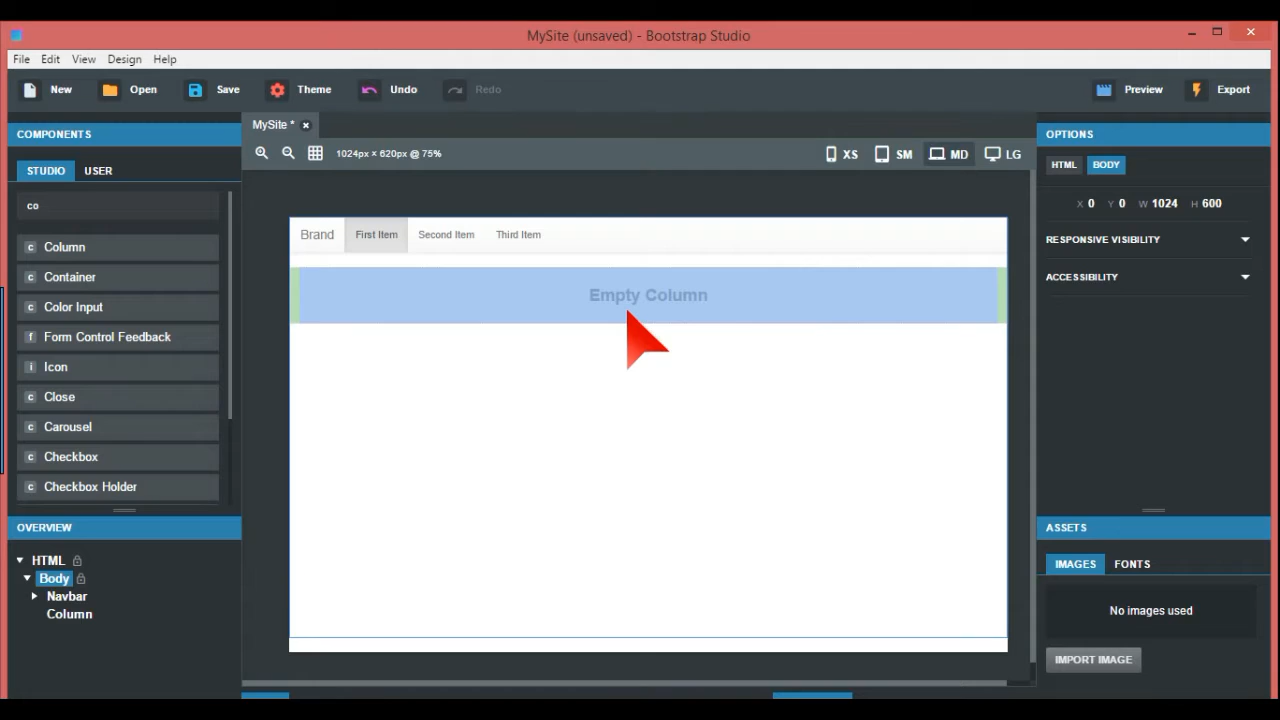 MySite (unsaved) - Bootstrap Studio
File Edit View Design Help
New Open Save Theme Undo Redo Preview Export
COMPONENTS
MySite *
OPTIONS
1024px × 620px @ 75%
XS SM MD LG
STUDIO USER
HTML BODY
co
X 0 Y 0 W 1024 H 600
Brand First Item Second Item Third Item
RESPONSIVE VISIBILITY
ACCESSIBILITY
c Column
c Container
c Color Input
f Form Control Feedback
i Icon
c Close
c Carousel
c Checkbox
c Checkbox Holder
Empty Column
OVERVIEW
HTML
Body
Navbar
Column
ASSETS
IMAGES FONTS
No images used
IMPORT IMAGE